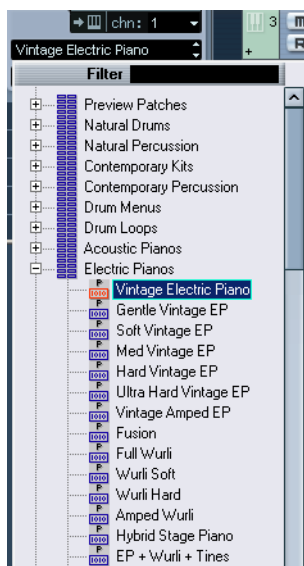 chn: 1
3
Vintage Electric Piano
+
Filter
Preview Patches
Natural Drums
Natural Percussion
Contemporary Kits
Contemporary Percussion
Drum Menus
Drum Loops
Acoustic Pianos
Electric Pianos
Vintage Electric Piano
Gentle Vintage EP
Soft Vintage EP
Med Vintage EP
Hard Vintage EP
Ultra Hard Vintage EP
Vintage Amped EP
Fusion
Full Wurli
Wurli Soft
Wurli Hard
Amped Wurli
Hybrid Stage Piano
EP + Wurli + Tines